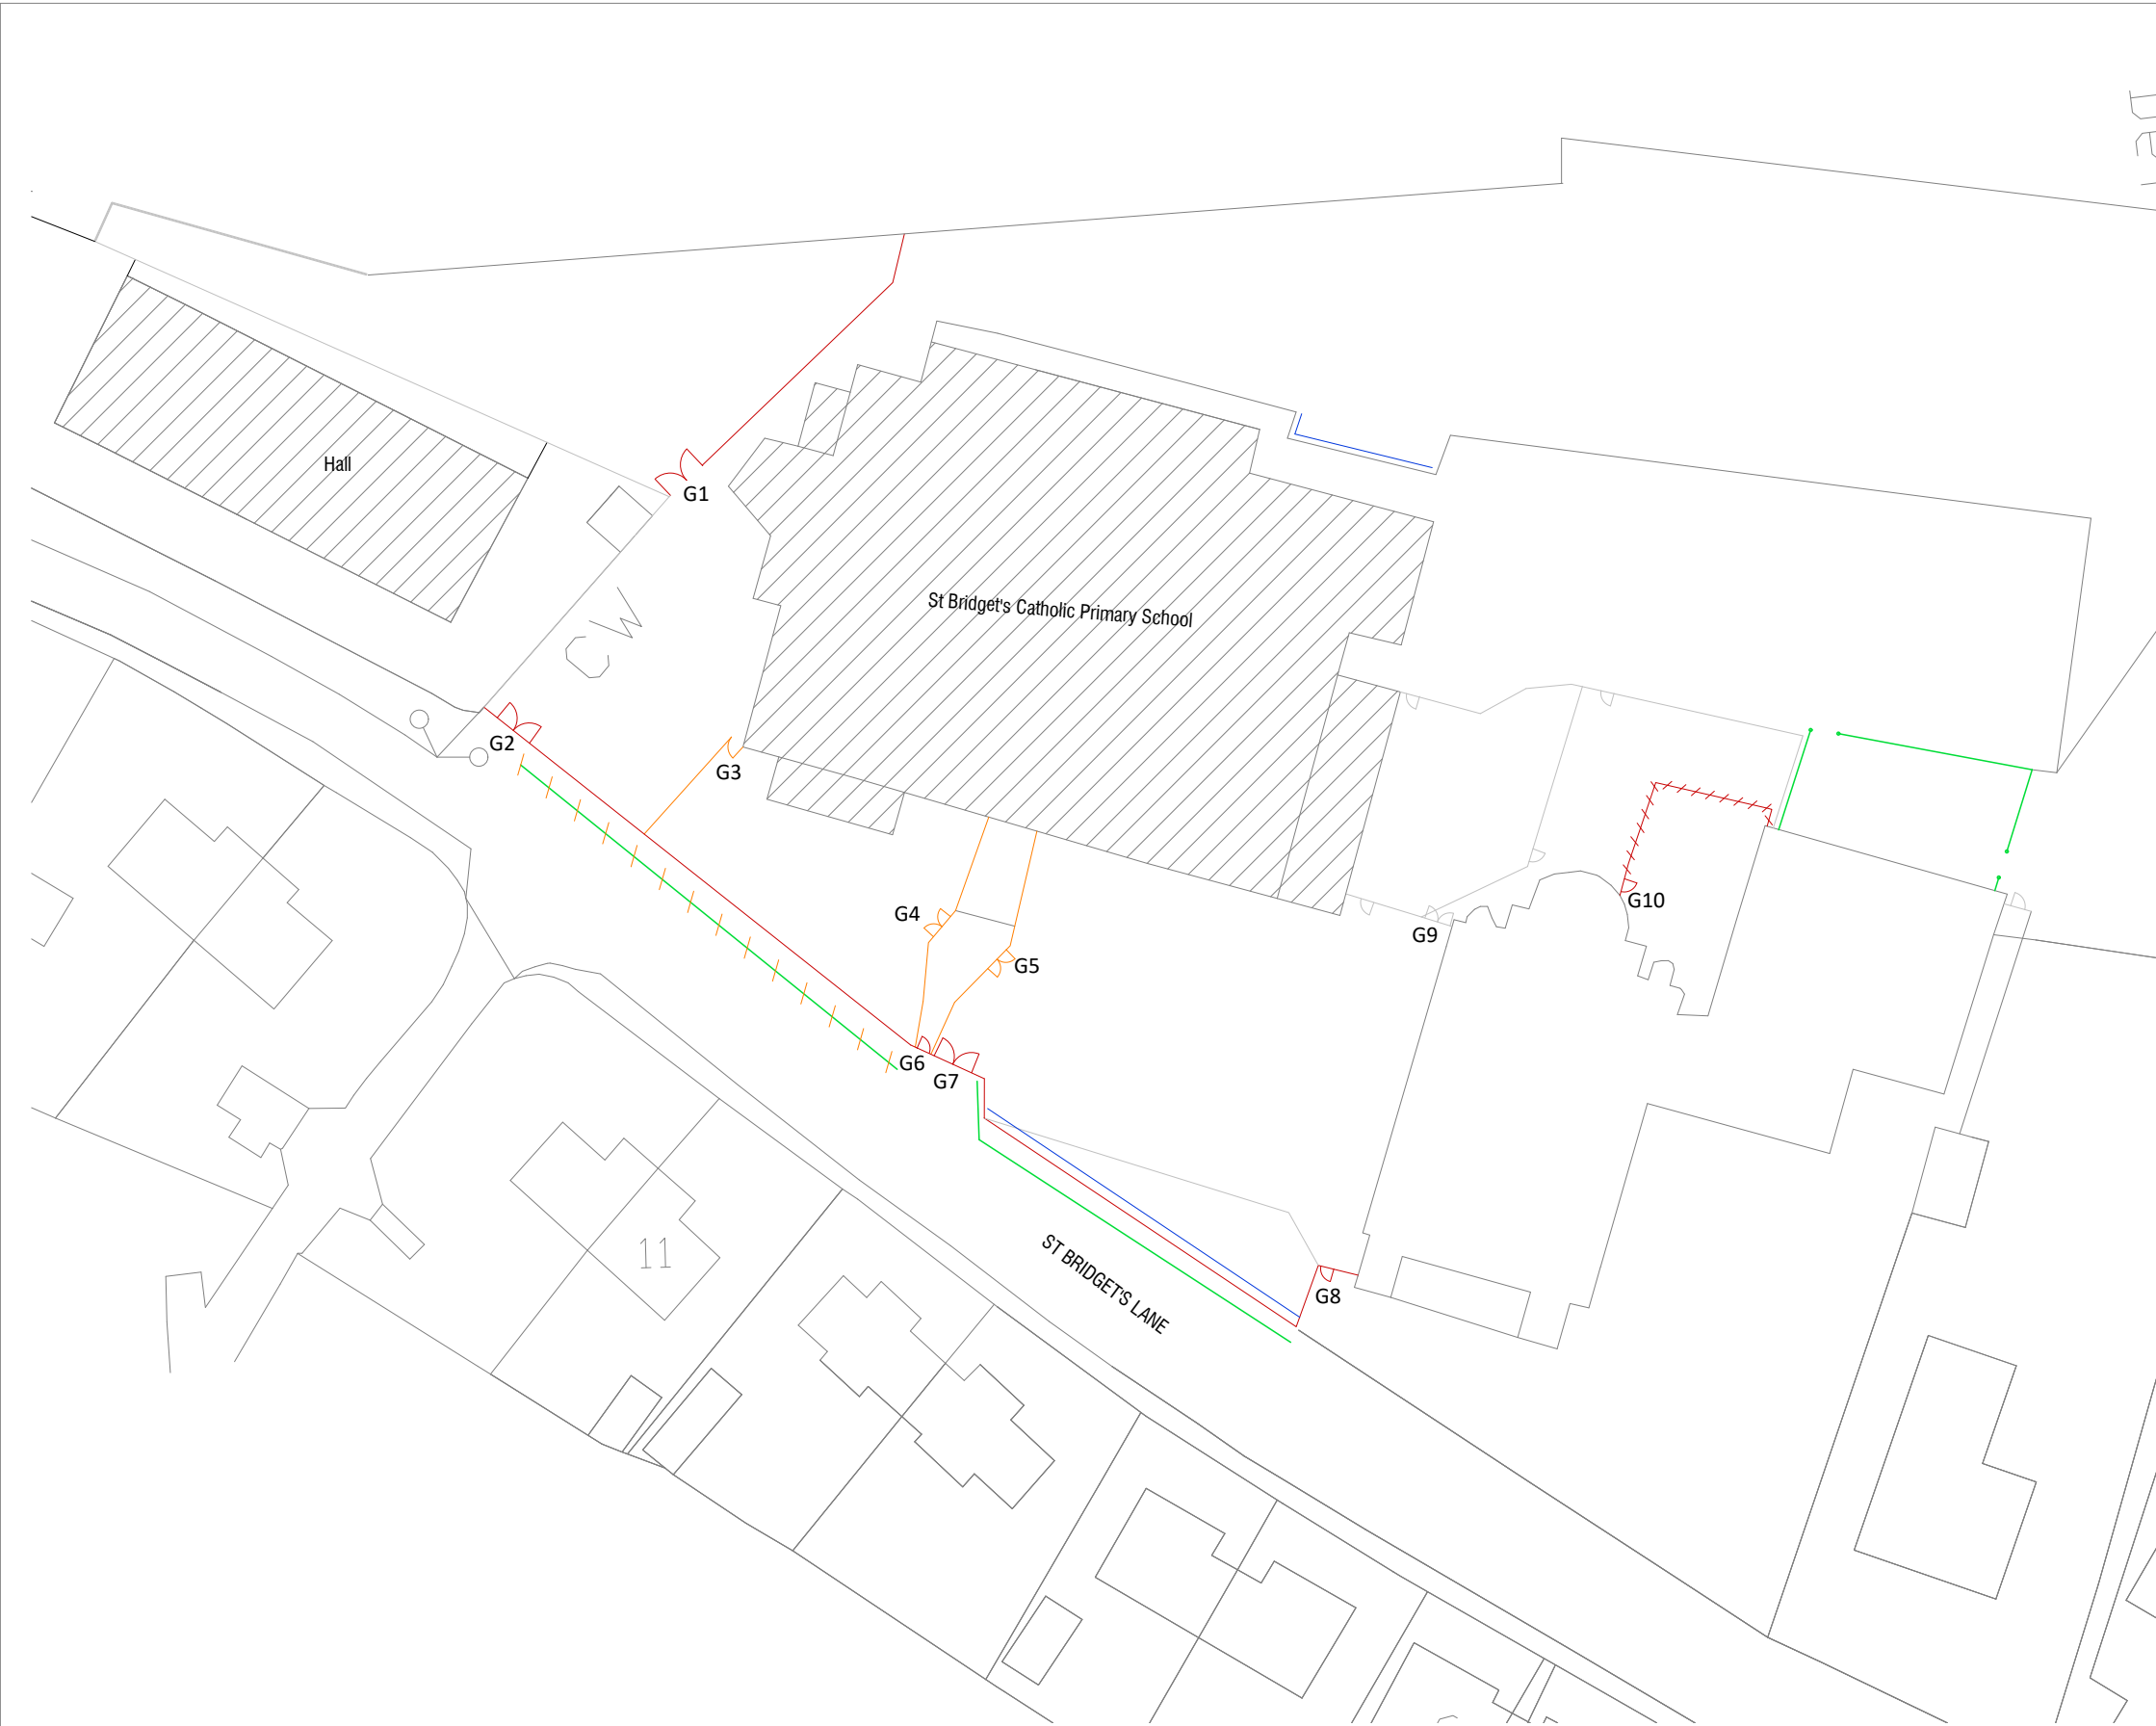 G1
Hall
St Bridget's Catholic Primary School
CW
G2
G3
G4
G10
G9
G5
G6
G7
11
ST BRIDGET'S LANE
G8